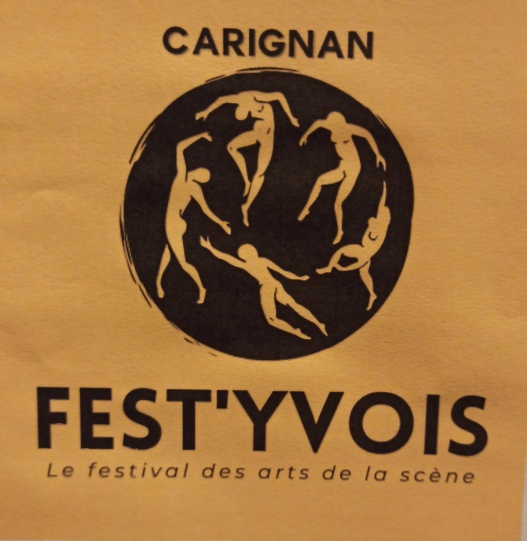 CARIGNAN
FEST'YVOIS
Le festival des arts de la scène